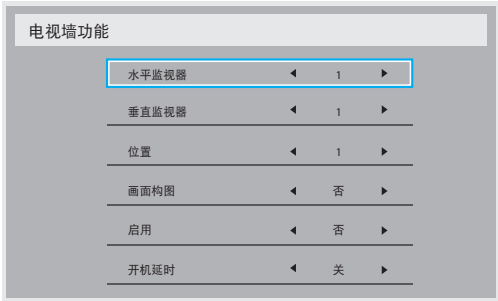 电视墙功能
水平监视器 ◀ 1 ▶
垂直监视器 ◀ 1 ▶
位置 ◀ 1 ▶
画面构图 ◀ 否 ▶
启用 ◀ 否 ▶
开机延时 ◀ 关 ▶